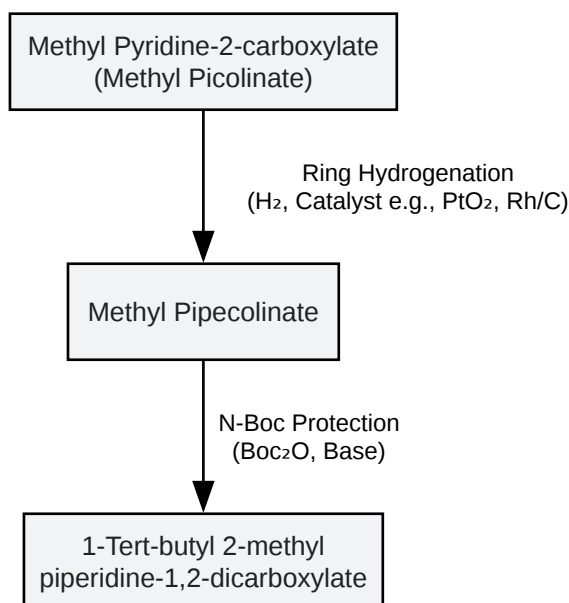 Methyl Pyridine-2-carboxylate
(Methyl Picolinate)
Ring Hydrogenation
(H₂, Catalyst e.g., PtO₂, Rh/C)
Methyl Pipecolinate
N-Boc Protection
(Boc₂O, Base)
1-Tert-butyl 2-methyl
piperidine-1,2-dicarboxylate